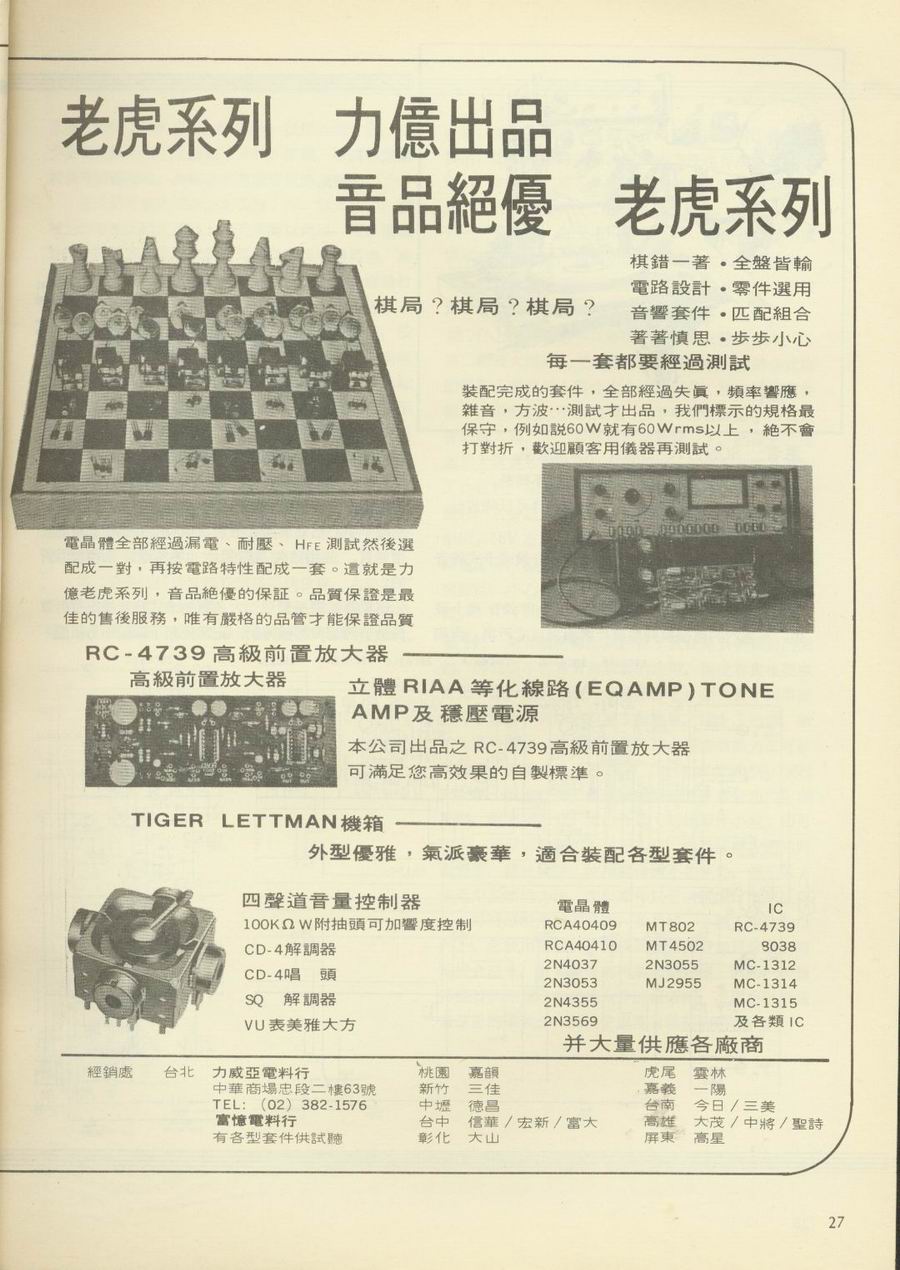 老虎系列　力億出品
音品絕優　老虎系列
棋錯一著・全盤皆輸
棋局？棋局？棋局？
電路設計・零件選用
音響套件・匹配組合
著著慎思・步步小心
每一套都要經過測試
裝配完成的套件，全部經過失眞，頻率響應，
雜音，方波…測試才出品，我們標示的規格最
保守，例如説60W就有60Wrms以上，絕不會
打對折，歡迎顧客用儀器再測試。
電晶體全部經過漏電、耐壓、HFE 測試然後選
配成一對，再按電路特性配成一套。這就是力
億老虎系列，音品絕優的保証。品質保證是最
佳的售後服務，唯有嚴格的品管才能保證品質
RC-4739高級前置放大器
高級前置放大器
立體RIAA等化線路(EQAMP)TONE
AMP及穩壓電源
本公司出品之RC-4739高級前置放大器
可滿足您高效果的自製標準。
TIGER LETTMAN機箱
外型優雅，氣派豪華，適合裝配各型套件。
四聲道音量控制器
100KΩW附抽頭可加響度控制
CD-4解調器
CD-4唱　頭
SQ　解調器
VU表美雅大方
電晶體　IC
RCA40409　MT802　RC-4739
RCA40410　MT4502　8038
2N4037　2N3055　MC-1312
2N3053　MJ2955　MC-1314
2N4355　MC-1315
2N3569　及各類IC
并大量供應各廠商
經銷處　台北　力威亞電料行
中華商場忠段二樓63號
TEL:（02）382-1576
富憶電料行
有各型套件供試聽
桃園　嘉韻
新竹　三佳
中壢　德昌
台中　信華/宏新/富大
彰化　大山
虎尾　雲林
嘉義　一陽
台南　今日/三美
高雄　大茂/中將/聖詩
屏東　高星
27